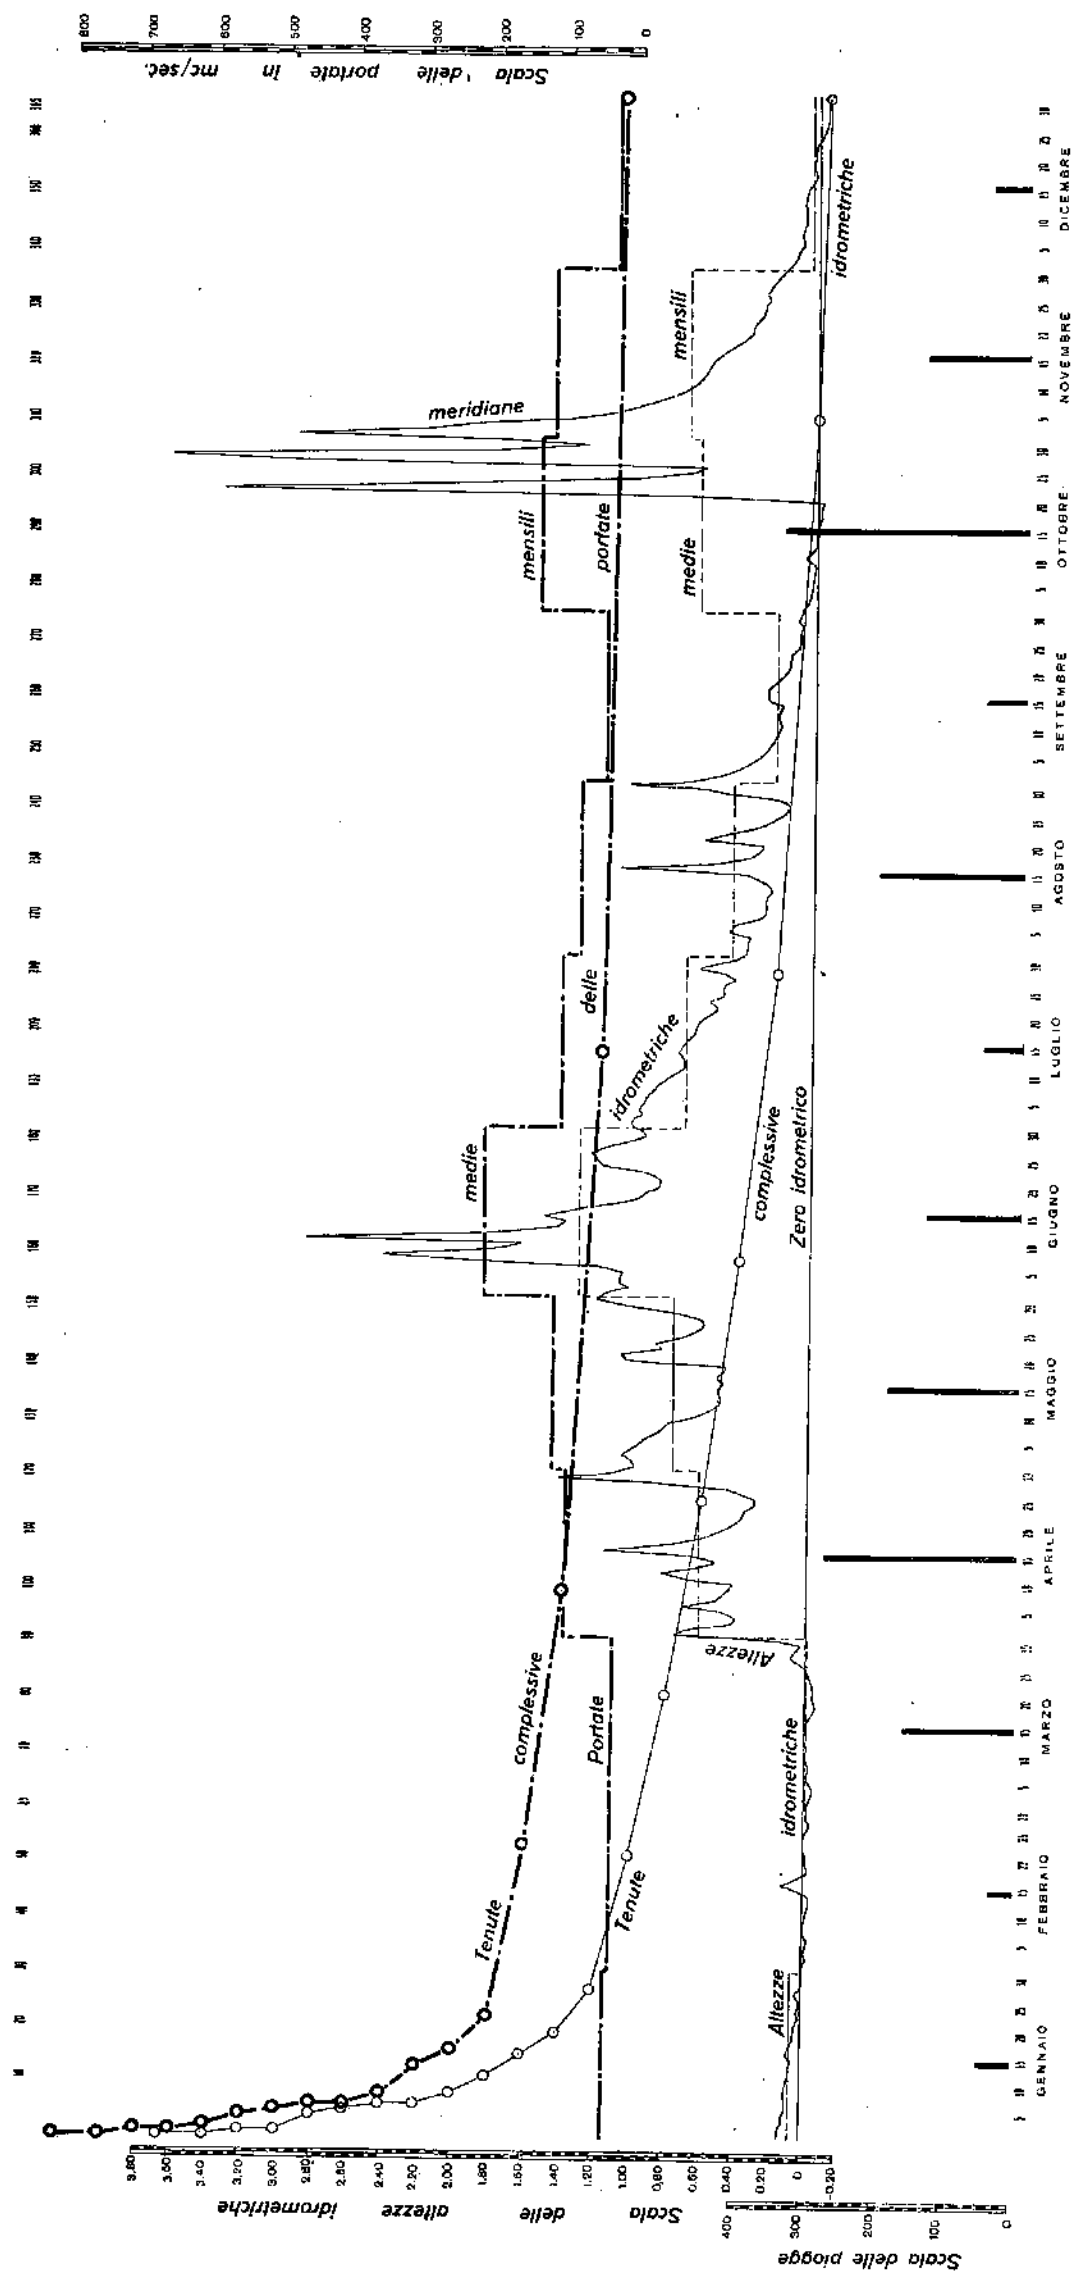 Scala delle portate in mc/sec.
800 700 600 500 400 300 200 100 0
meridiane
mensili
mensili
portate
medie
idrometriche
medie
delle
idrometriche
complessive
Zero idrometrico
complessive
Portate
Altezze
idrometriche
Tenute
Tenute
Altezze
Scala delle altezze idrometriche
3.80 3.60 3.40 3.20 3.00 2.80 2.60 2.40 2.20 2.00 1.80 1.60 1.40 1.20 1.00 0.80 0.60 0.40 0.20 0 -0.20
Scala delle piogge
400 300 200 100 0
GENNAIO FEBBRAIO MARZO APRILE MAGGIO GIUGNO LUGLIO AGOSTO SETTEMBRE OTTOBRE NOVEMBRE DICEMBRE